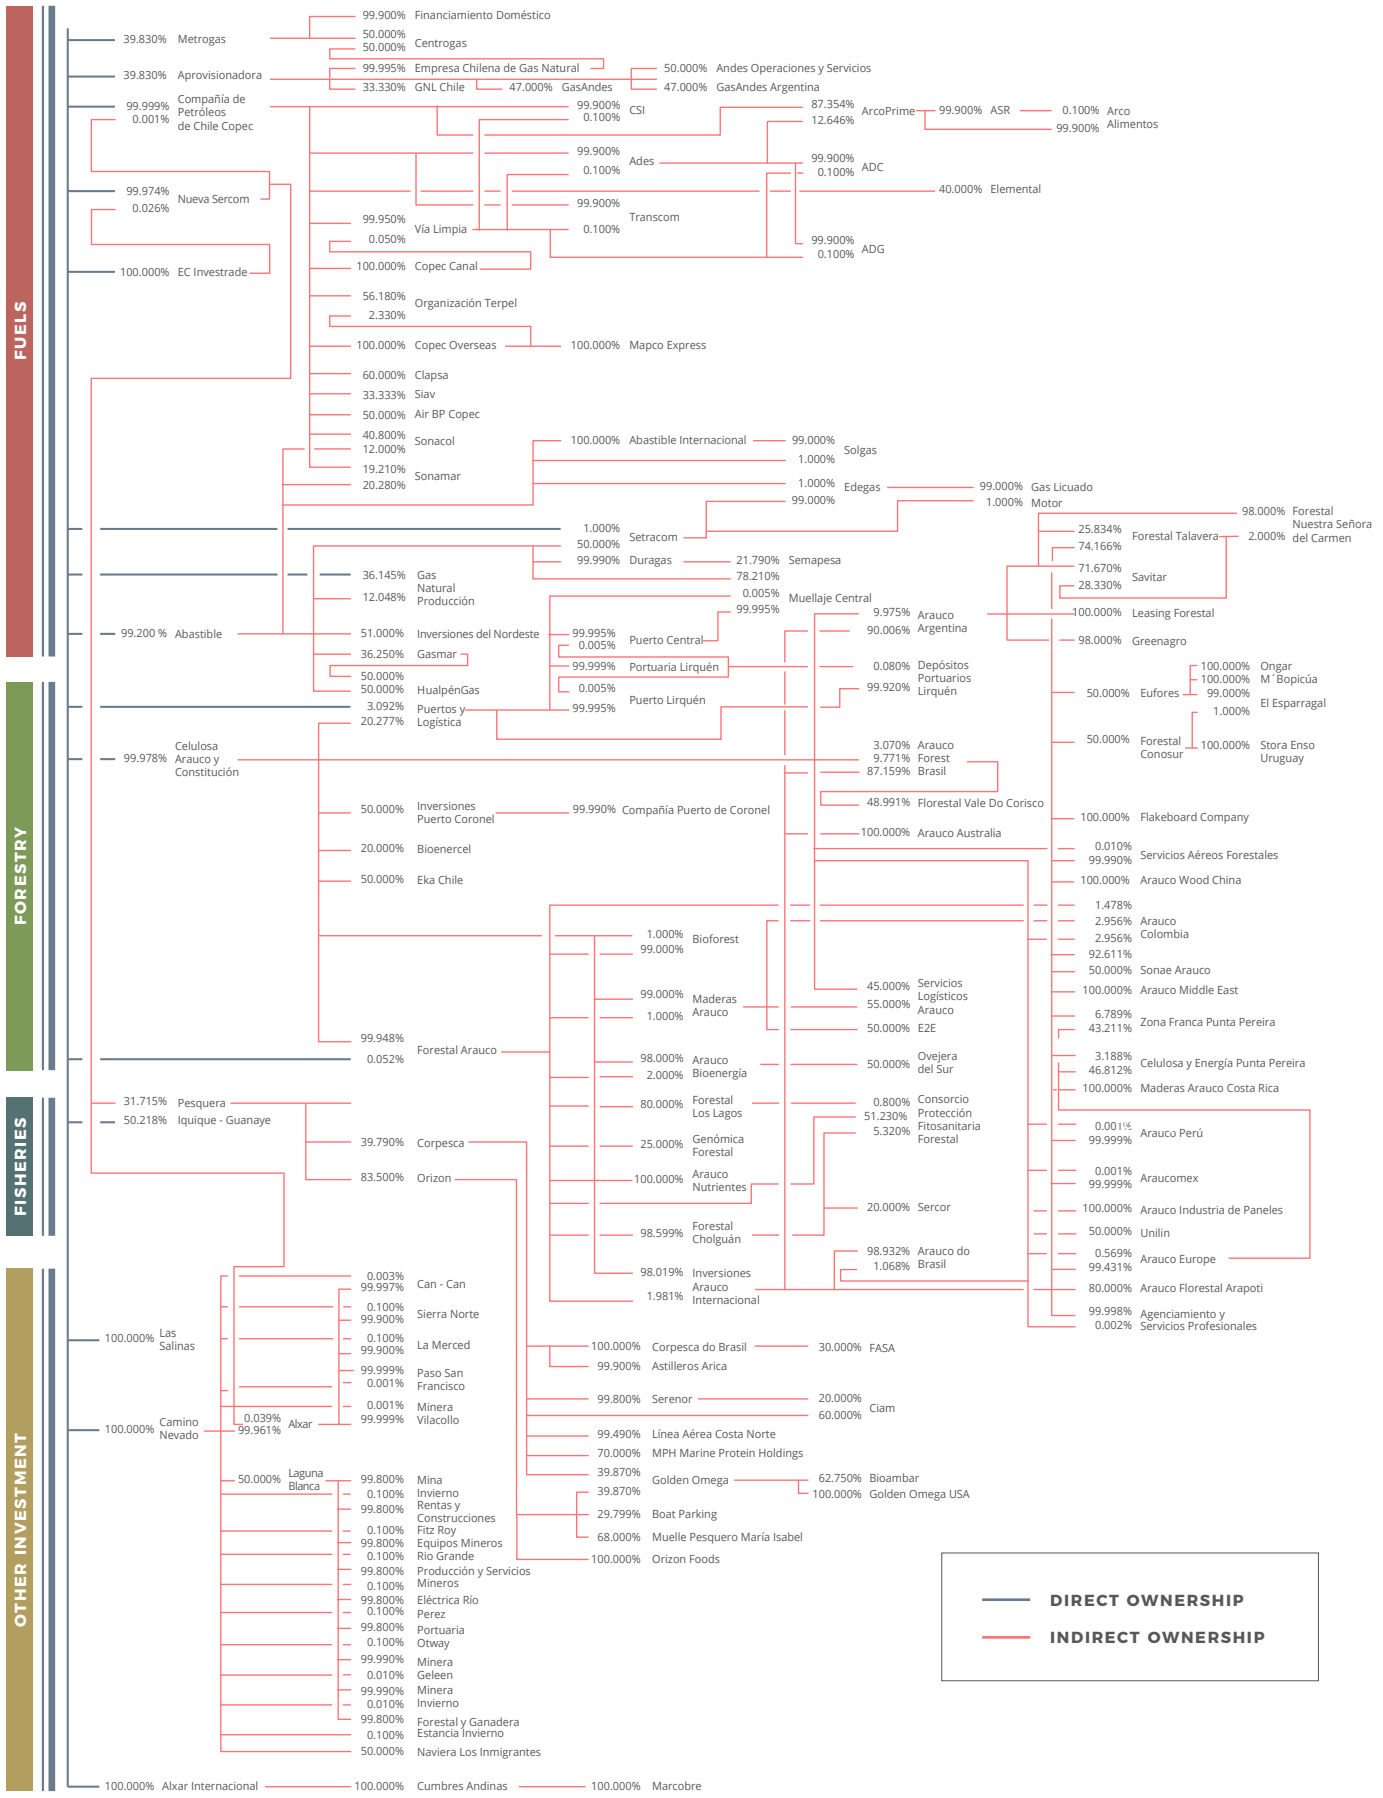 FUELS
FORESTRY
FISHERIES
OTHER INVESTMENT
39.830% Metrogas
99.900% Financiamiento Doméstico
50.000%
50.000%
Centrogas
39.830% Aprovisionadora
99.995% Empresa Chilena de Gas Natural
33.330% GNL Chile
47.000% GasAndes
50.000% Andes Operaciones y Servicios
47.000% GasAndes Argentina
99.999%
0.001%
Compañía de
Petróleos
de Chile Copec
99.900%
0.100%
CSI
87.354%
12.646%
ArcoPrime
99.900% ASR
0.100% Arco
99.900% Alimentos
99.900%
0.100%
Ades
99.900%
0.100%
ADC
99.974%
0.026%
Nueva Sercom
40.000% Elemental
99.900%
0.100%
Transcom
99.950%
0.050%
Vía Limpia
99.900%
0.100%
ADG
100.000% EC Investrade
100.000% Copec Canal
56.180%
2.330%
Organización Terpel
100.000% Copec Overseas
100.000% Mapco Express
60.000% Clapsa
33.333% Siav
50.000% Air BP Copec
40.800%
12.000%
Sonacol
19.210%
20.280%
Sonamar
100.000% Abastible Internacional
99.000%
1.000%
Solgas
1.000%
99.000%
Edegas
99.000% Gas Licuado
1.000% Motor
1.000%
50.000%
Setracom
99.990% Duragas
21.790% Semapesa
78.210%
98.000% Forestal
Nuestra Señora
2.000% del Carmen
25.834%
74.166%
Forestal Talavera
71.670%
28.330%
Savitar
36.145% Gas
Natural
12.048% Producción
0.005%
99.995%
Muellaje Central
99.200 % Abastible
51.000% Inversiones del Nordeste
99.995%
0.005%
Puerto Central
9.975% Arauco
90.006% Argentina
100.000% Leasing Forestal
98.000% Greenagro
36.250% Gasmar
50.000%
50.000% HualpénGas
99.999% Portuaria Lirquén
0.005%
99.995%
Puerto Lirquén
0.080% Depósitos
Portuarios
99.920% Lirquén
3.092% Puertos y
20.277% Logística
50.000% Eufores
100.000% Ongar
100.000% M´Bopicúa
99.000%
1.000%
El Esparragal
50.000% Forestal
Conosur
100.000% Stora Enso
Uruguay
99.978%
Celulosa
Arauco y
Constitución
3.070% Arauco
9.771% Forest
87.159% Brasil
48.991% Florestal Vale Do Corisco
50.000% Inversiones
Puerto Coronel
99.990% Compañía Puerto de Coronel
100.000% Arauco Australia
100.000% Flakeboard Company
20.000% Bioenercel
50.000% Eka Chile
0.010%
99.990%
Servicios Aéreos Forestales
100.000% Arauco Wood China
1.478%
2.956% Arauco
Colombia
2.956%
92.611%
50.000% Sonae Arauco
100.000% Arauco Middle East
1.000%
99.000%
Bioforest
99.000% Maderas
1.000% Arauco
45.000% Servicios
Logísticos
55.000% Arauco
50.000% E2E
6.789%
43.211%
Zona Franca Punta Pereira
99.948%
0.052%
Forestal Arauco
98.000% Arauco
2.000% Bioenergía
50.000% Ovejera
del Sur
3.188%
46.812%
Celulosa y Energía Punta Pereira
100.000% Maderas Arauco Costa Rica
31.715% Pesquera
50.218% Iquique - Guanaye
80.000% Forestal
Los Lagos
0.800% Consorcio
51.230% Protección
5.320% Fitosanitaria
Forestal
0.001%
99.999%
Arauco Perú
39.790% Corpesca
25.000% Genómica
Forestal
83.500% Orizon
100.000% Arauco
Nutrientes
0.001%
99.999%
Araucomex
20.000% Sercor
100.000% Arauco Industria de Paneles
98.599% Forestal
Cholguán
50.000% Unilin
98.932% Arauco do
1.068% Brasil
0.569%
99.431%
Arauco Europe
98.019% Inversiones
Arauco
1.981% Internacional
80.000% Arauco Florestal Arapoti
99.998% Agenciamiento y
0.002% Servicios Profesionales
100.000% Las
Salinas
0.003%
99.997%
Can - Can
0.100%
99.900%
Sierra Norte
0.100%
99.900%
La Merced
99.999% Paso San
0.001% Francisco
0.001% Minera
99.999% Vilacollo
100.000% Camino
Nevado
0.039%
99.961%
Alxar
100.000% Corpesca do Brasil
30.000% FASA
99.900% Astilleros Arica
99.800% Serenor
20.000%
60.000%
Ciam
99.490% Línea Aérea Costa Norte
70.000% MPH Marine Protein Holdings
39.870%
39.870%
Golden Omega
62.750% Bioambar
100.000% Golden Omega USA
29.799% Boat Parking
68.000% Muelle Pesquero María Isabel
100.000% Orizon Foods
50.000% Laguna
Blanca
99.800% Mina
0.100% Invierno
99.800% Rentas y
Construcciones
0.100% Fitz Roy
99.800% Equipos Mineros
0.100% Rio Grande
99.800% Producción y Servicios
0.100% Mineros
99.800% Eléctrica Río
0.100% Perez
99.800% Portuaria
0.100% Otway
99.990% Minera
0.010% Geleen
99.990% Minera
0.010% Invierno
99.800% Forestal y Ganadera
0.100% Estancia Invierno
50.000% Naviera Los Inmigrantes
100.000% Alxar Internacional
100.000% Cumbres Andinas
100.000% Marcobre
DIRECT OWNERSHIP
INDIRECT OWNERSHIP